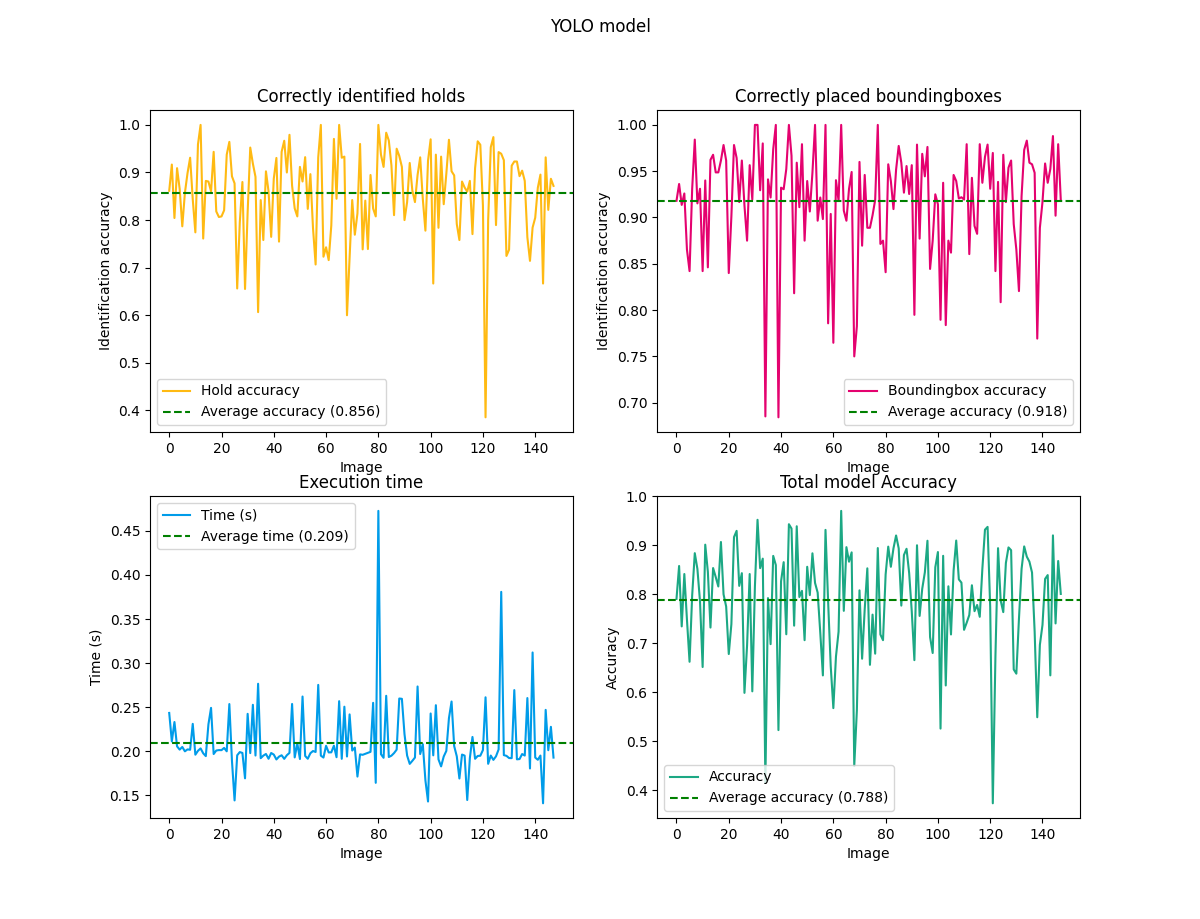 YOLO model
Correctly identified holds
Identification accuracy
1.0
0.9
0.8
0.7
0.6
0.5
0.4
Hold accuracy
Average accuracy (0.856)
0 20 40 60 80 100 120 140
Image
Correctly placed boundingboxes
Identification accuracy
1.00
0.95
0.90
0.85
0.80
0.75
0.70
Boundingbox accuracy
Average accuracy (0.918)
0 20 40 60 80 100 120 140
Image
Execution time
Time (s)
0.45
0.40
0.35
0.30
0.25
0.20
0.15
Time (s)
Average time (0.209)
0 20 40 60 80 100 120 140
Image
Total model Accuracy
Accuracy
1.0
0.9
0.8
0.7
0.6
0.5
0.4
Accuracy
Average accuracy (0.788)
0 20 40 60 80 100 120 140
Image